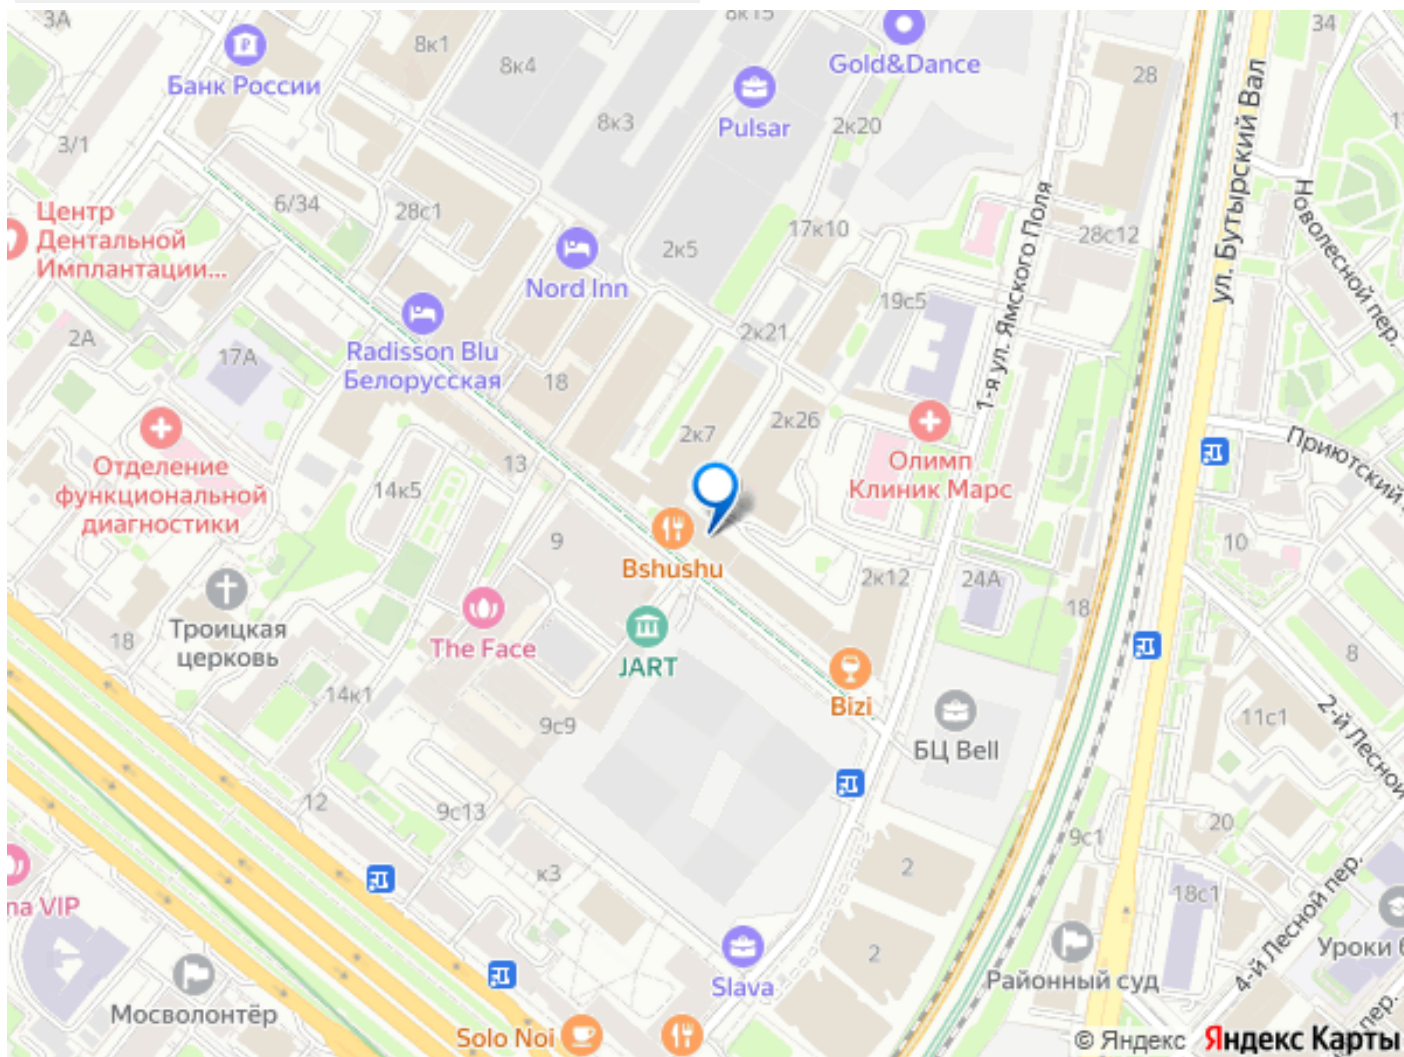 3А
8к1
8к15
34
Банк России
8к4
Gold&Dance
28
8к3
Pulsar
2к20
ул. Бутырский Вал
3/1
6/34
28с1
Центр
Дентальной
Имплантации...
2к5
17к10
28с12
1-я ул. Ямского Поля
Новолесной пер.
Nord Inn
19с5
2А
17А
Radisson Blu
Белорусская
18
2к21
2к7
2к26
Отделение
функциональной
диагностики
13
14к5
Олимп
Клиник Марс
Приютский
9
Bshushu
2к12
24А
10
18
Троицкая
церковь
18
The Face
JART
8
14к1
Bizi
9с9
БЦ Bell
11с1
2-й Лесной
12
9с13
9с1
20
к3
2
18с1
4-й Лесной пер.
na VIP
2
Районный суд
Уроки
Мосволонтёр
Slava
Solo Noi
пер.
© Яндекс Яндекс Карты